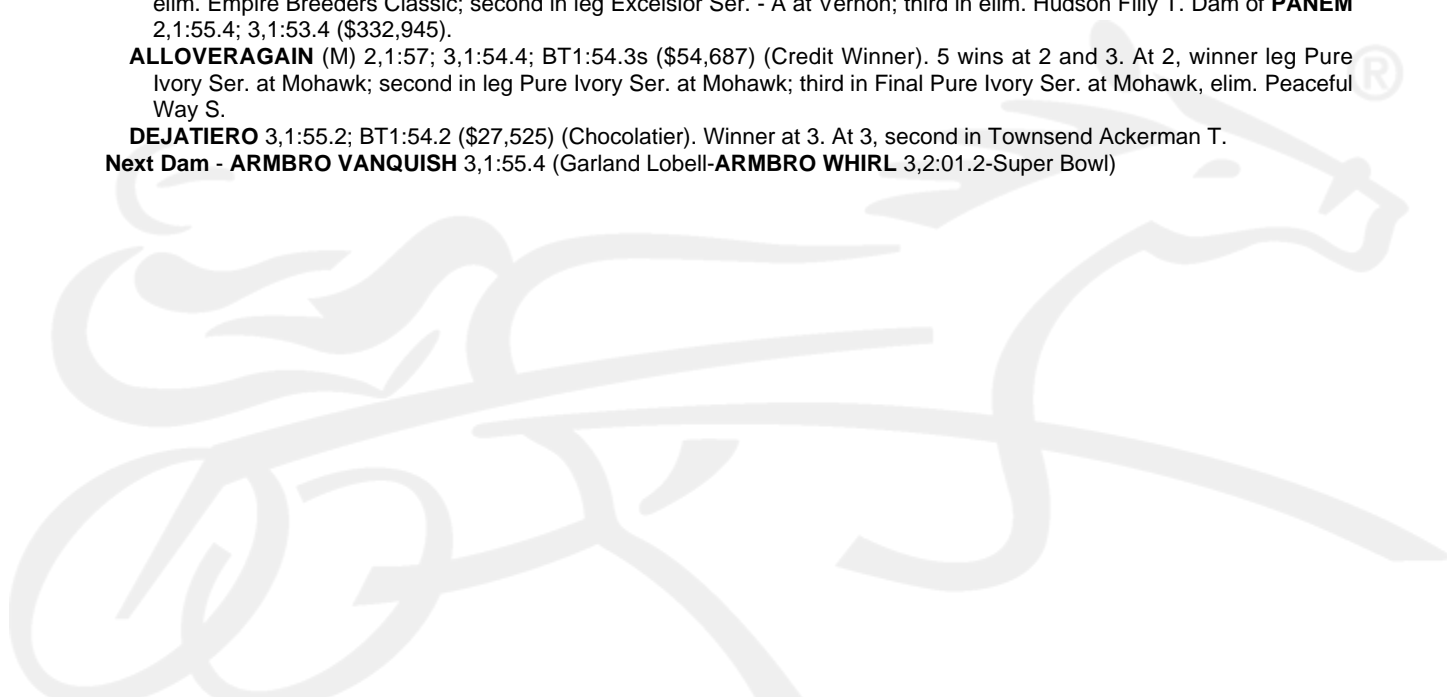 elim. Empire Breeders Classic; second in leg Excelsior Ser. - A at Vernon; third in elim. Hudson Filly T. Dam of PANEM
2,1:55.4; 3,1:53.4 ($332,945).
ALLOVERAGAIN (M) 2,1:57; 3,1:54.4; BT1:54.3s ($54,687) (Credit Winner). 5 wins at 2 and 3. At 2, winner leg Pure
Ivory Ser. at Mohawk; second in leg Pure Ivory Ser. at Mohawk; third in Final Pure Ivory Ser. at Mohawk, elim. Peaceful
Way S.
DEJATIERO 3,1:55.2; BT1:54.2 ($27,525) (Chocolatier). Winner at 3. At 3, second in Townsend Ackerman T.
Next Dam - ARMBRO VANQUISH 3,1:55.4 (Garland Lobell-ARMBRO WHIRL 3,2:01.2-Super Bowl)
®